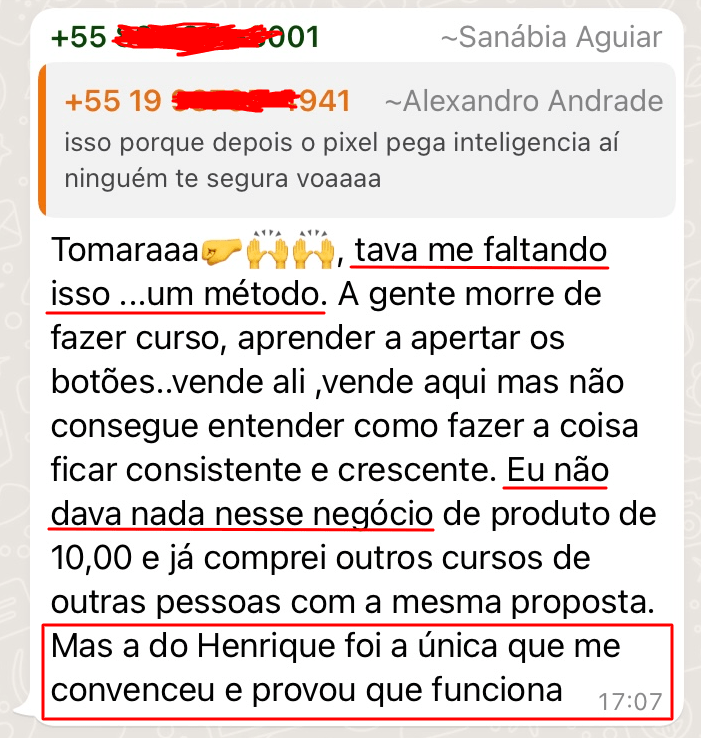 +55 001 ~Sanábia Aguiar
+55 19 941 ~Alexandro Andrade
isso porque depois o pixel pega inteligencia aí
ninguém te segura voaaaa
Tomaraaa🤛🙌🙌, tava me faltando
isso ...um método. A gente morre de
fazer curso, aprender a apertar os
botões..vende ali ,vende aqui mas não
consegue entender como fazer a coisa
ficar consistente e crescente. Eu não
dava nada nesse negócio de produto de
10,00 e já comprei outros cursos de
outras pessoas com a mesma proposta.
Mas a do Henrique foi a única que me
convenceu e provou que funciona 17:07